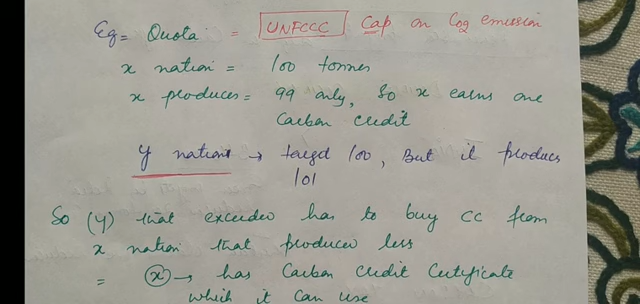 Eg = Quota = UNFCCC Cap on CO2 emission
x nation = 100 tonnes
x produces = 99 only, So x earns one
Carbon credit
y nation → target 100, But it produces
101
So (y) that exceeded has to buy CC from
x nation that produced less
= (x) → has Carbon Credit Certificate
which it can use